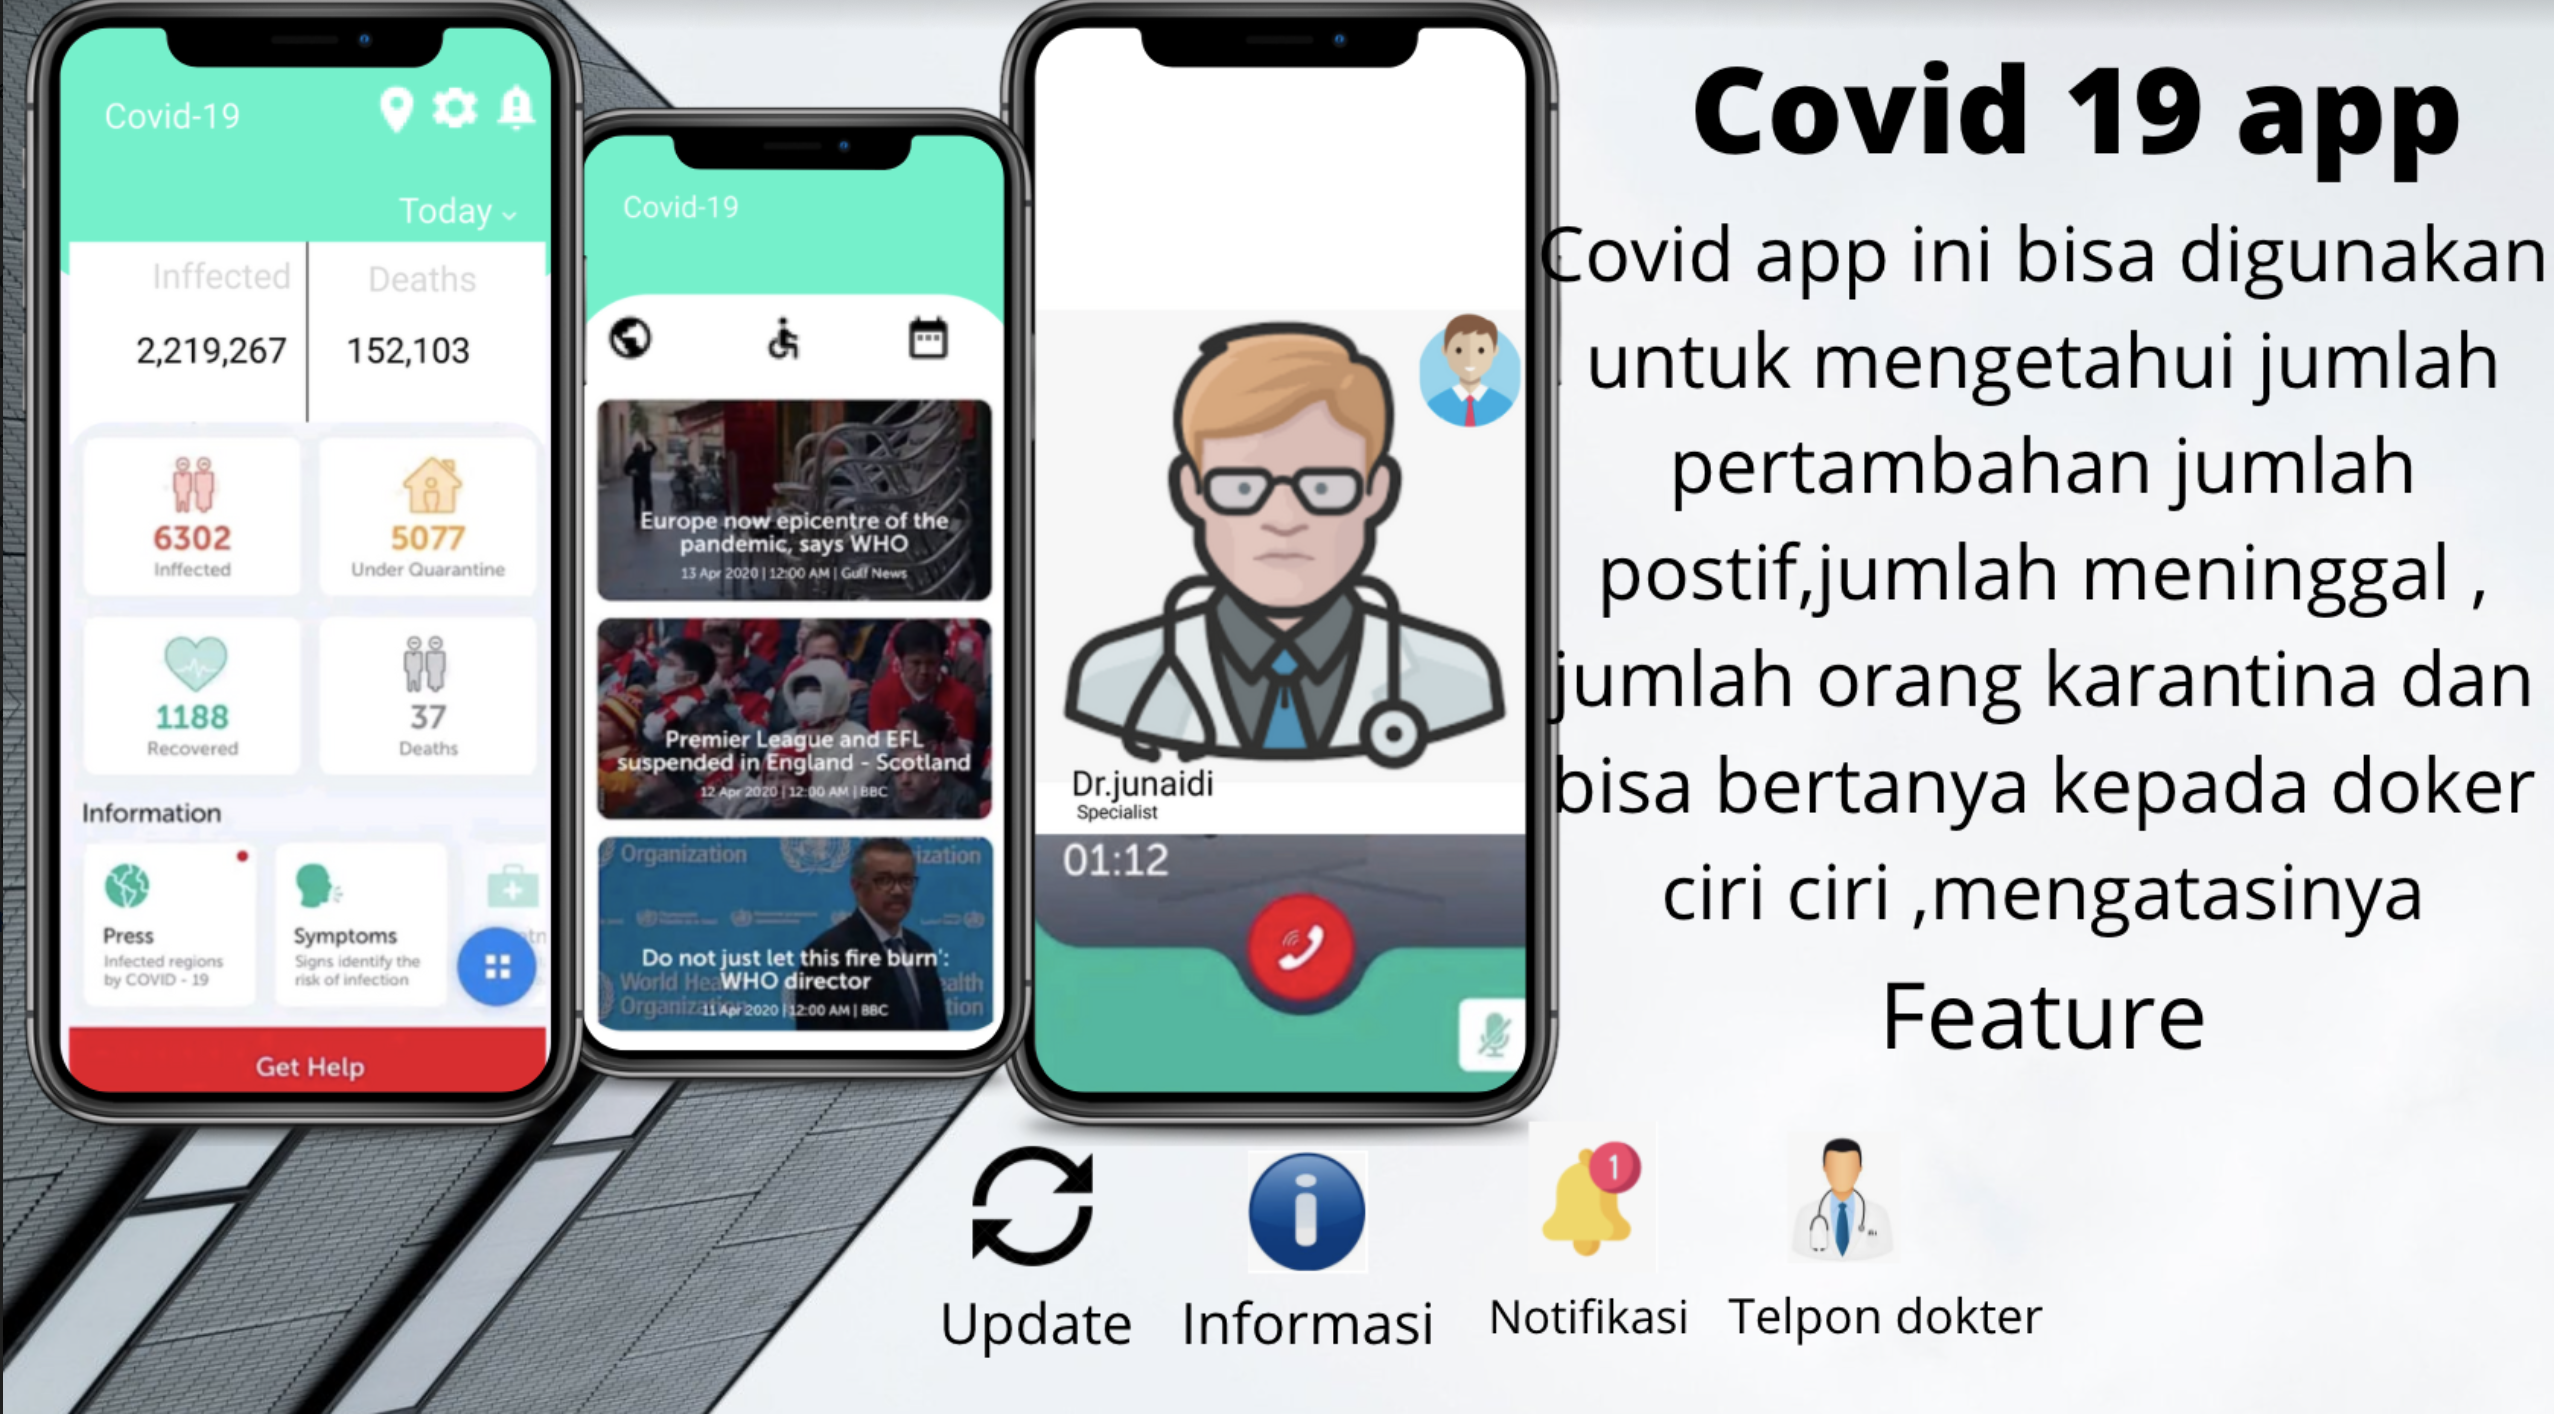 Covid-19
Today
Inffected
Deaths
2,219,267
152,103
6302
Inffected
5077
Under Quarantine
1188
Recovered
37
Deaths
Information
Press
Infected regions
by COVID - 19
Symptoms
Signs identify the
risk of infection
Get Help
Covid-19
Europe now epicentre of the
pandemic, says WHO
13 Apr 2020 | 12:00 AM | Gulf News
Premier League and EFL
suspended in England - Scotland
12 Apr 2020 | 12:00 AM | BBC
Organization
ization
Do not just let this fire burn':
WHO director
World Hea
alth
Organization
tion
11 Apr 2020 | 12:00 AM | BBC
Dr.junaidi
Specialist
01:12
Covid 19 app
Covid app ini bisa digunakan
untuk mengetahui jumlah
pertambahan jumlah
postif,jumlah meninggal ,
jumlah orang karantina dan
bisa bertanya kepada doker
ciri ciri ,mengatasinya
Feature
1
Update
Informasi
Notifikasi
Telpon dokter